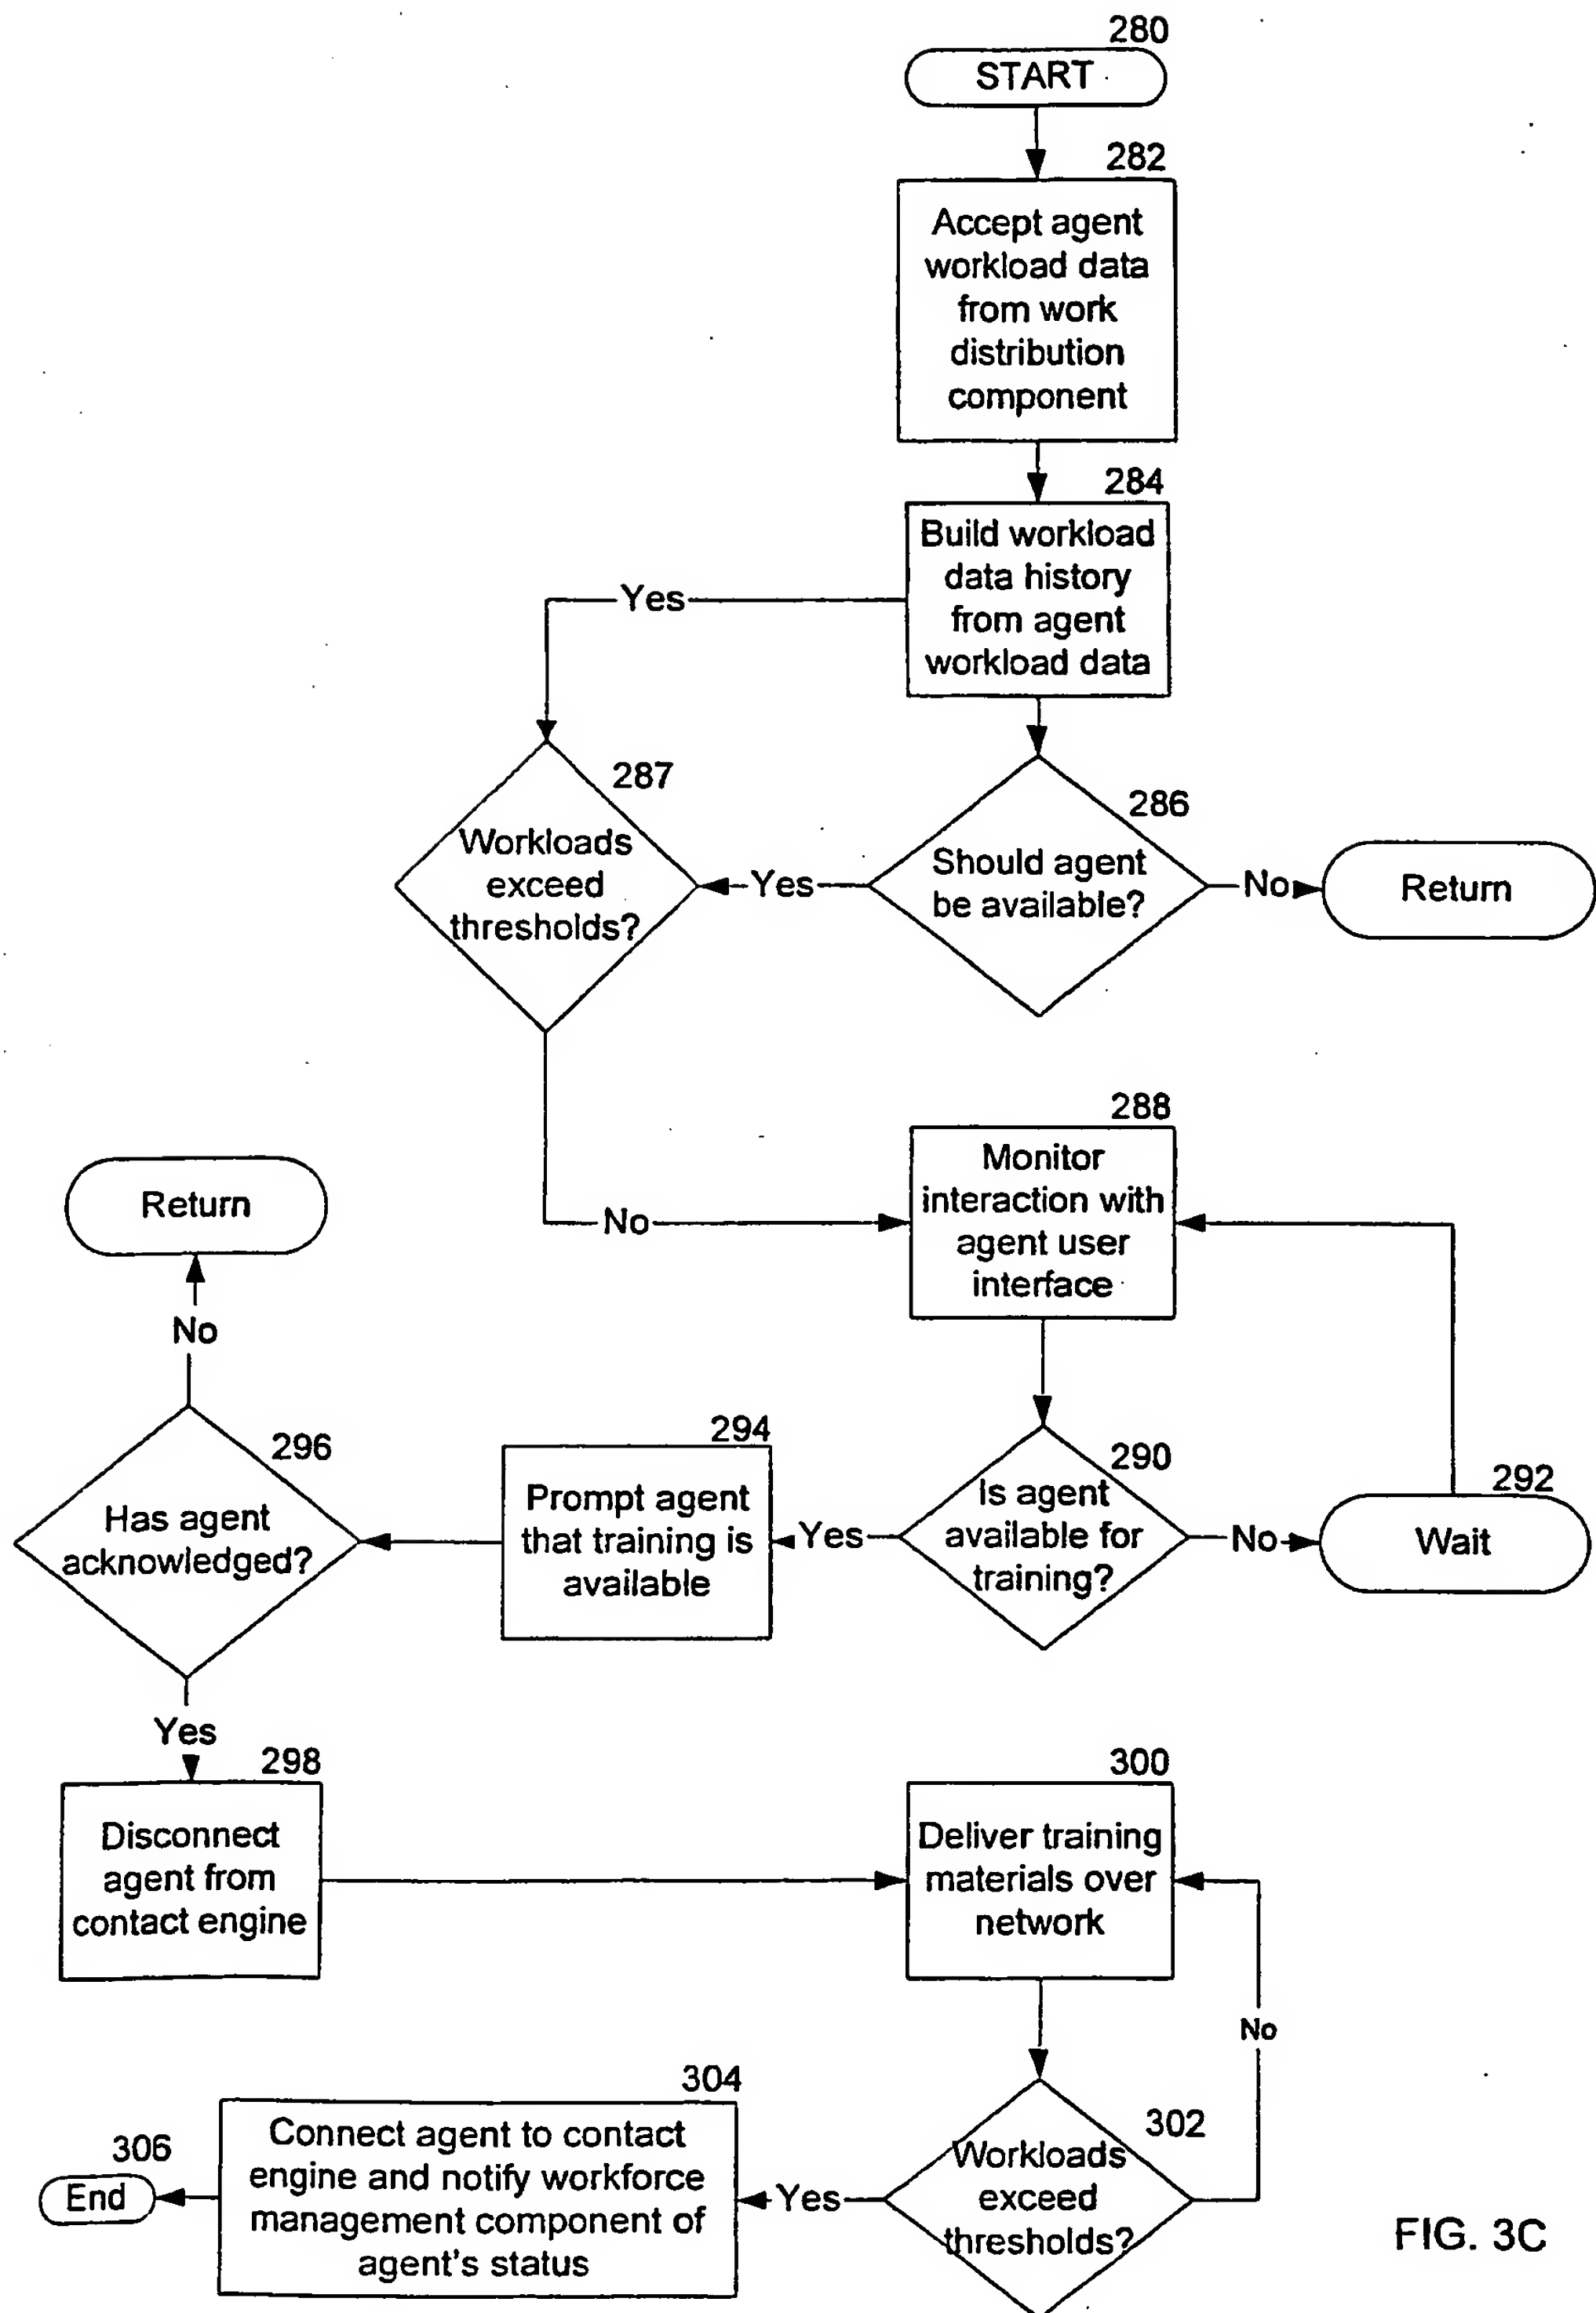 280
START
282
Accept agent
workload data
from work
distribution
component
284
Build workload
data history
from agent
workload data
Yes
287
Workloads
exceed
thresholds?
Yes
286
Should agent
be available?
No
Return
288
Monitor
interaction with
agent user
interface
No
Return
No
296
Has agent
acknowledged?
294
Prompt agent
that training is
available
Yes
290
Is agent
available for
training?
No
292
Wait
Yes
298
Disconnect
agent from
contact engine
300
Deliver training
materials over
network
No
302
Workloads
exceed
thresholds?
Yes
304
Connect agent to contact
engine and notify workforce
management component of
agent's status
306
End
FIG. 3C